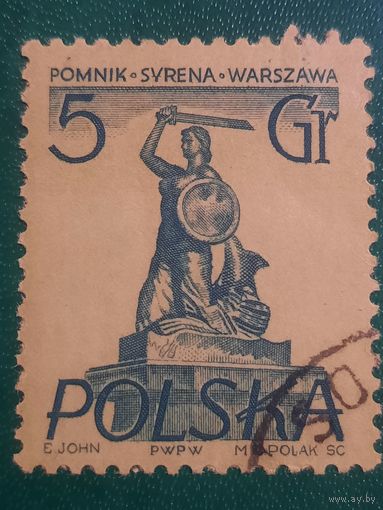 POMNIK•SYRENA•WARSZAWA
5 Gr
POLSKA
E. JOHN PWPW M.R.POLAK SC
www.ay.by